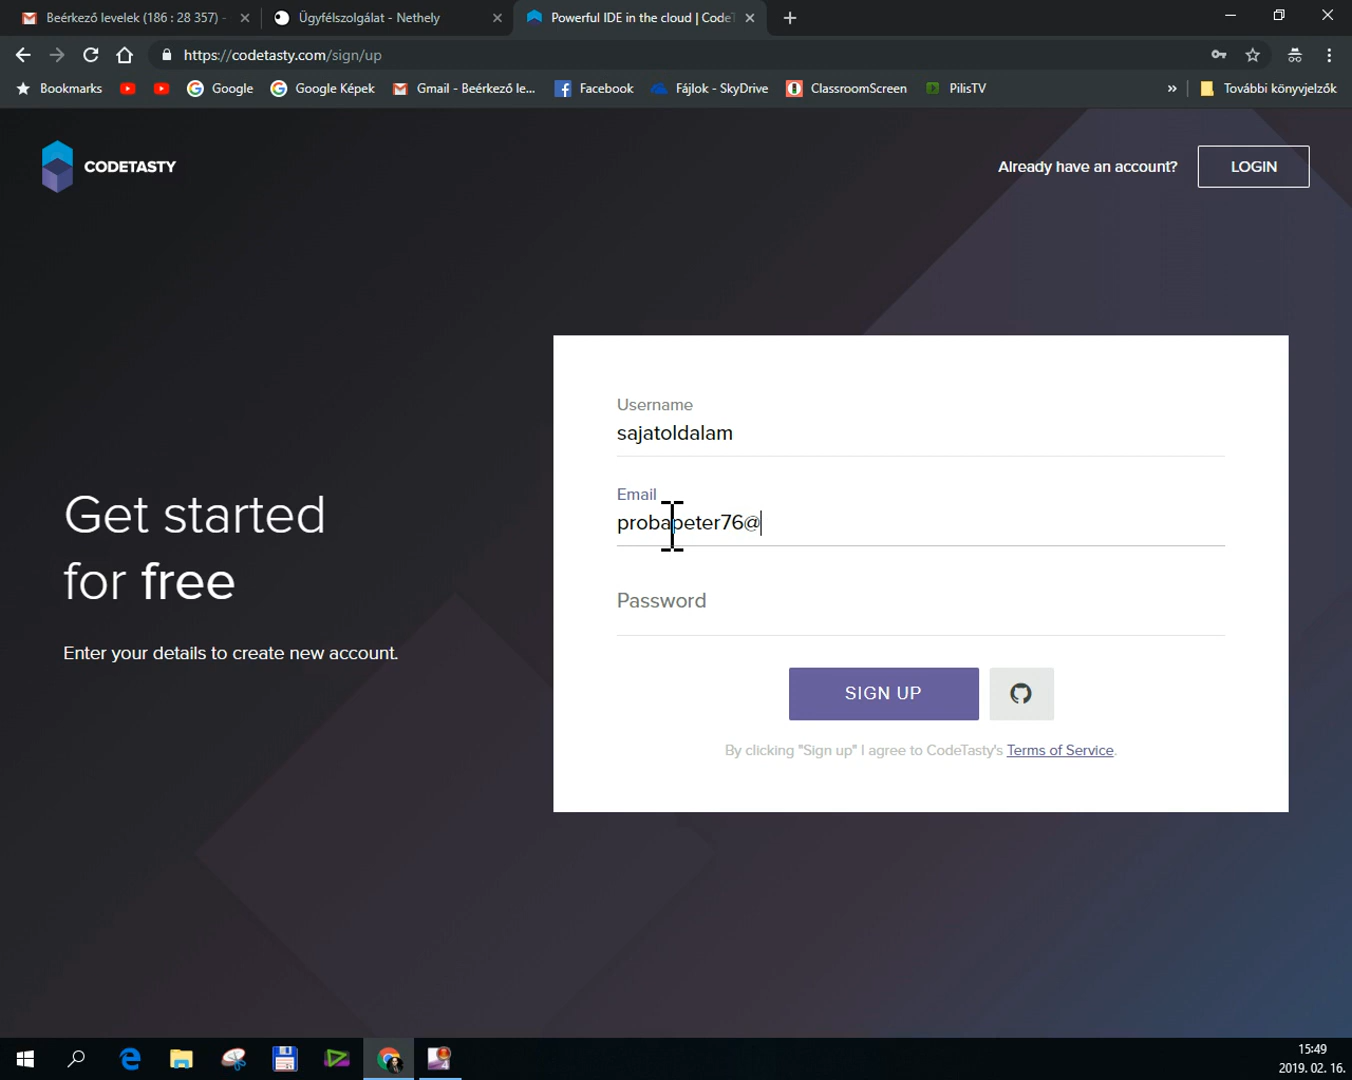 Beérkező levelek (186 : 28 357) -
Ügyfélszolgálat - Nethely
Powerful IDE in the cloud | CodeT
https://codetasty.com/sign/up
Bookmarks
Google
Google Képek
Gmail - Beérkező le...
Facebook
Fájlok - SkyDrive
ClassroomScreen
PilisTV
»
További könyvjelzők
CODETASTY
Already have an account?
LOGIN
Get started
for free
Enter your details to create new account.
Username
sajatoldalam
Email
probapeter76@
Password
SIGN UP
By clicking "Sign up" I agree to CodeTasty's Terms of Service.
15:49
2019. 02. 16.